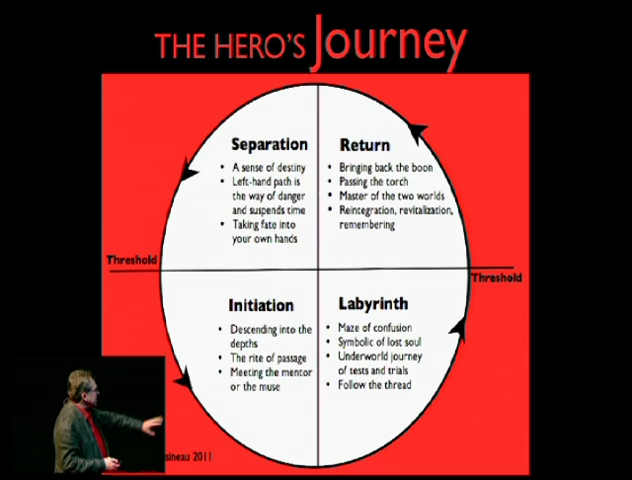 THE HERO'S Journey
Separation
• A sense of destiny
• Left-hand path is
the way of danger
and suspends time
• Taking fate into
your own hands
Return
• Bringing back the boon
• Passing the torch
• Master of the two worlds
• Reintegration, revitalization,
remembering
Threshold
Threshold
Initiation
• Descending into the
depths
• The rite of passage
• Meeting the mentor
or the muse
Labyrinth
• Maze of confusion
• Symbolic of lost soul
• Underworld journey
of tests and trials
• Follow the thread
2011